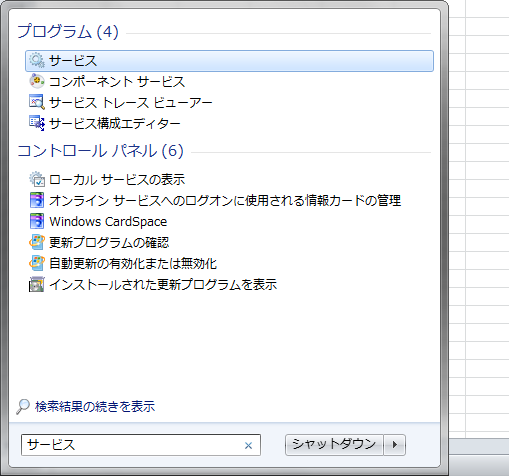 プログラム (4)
サービス
コンポーネント サービス
サービス トレース ビューアー
サービス構成エディター
コントロール パネル (6)
ローカル サービスの表示
オンライン サービスへのログオンに使用される情報カードの管理
Windows CardSpace
更新プログラムの確認
自動更新の有効化または無効化
インストールされた更新プログラムを表示
検索結果の続きを表示
サービス
シャットダウン